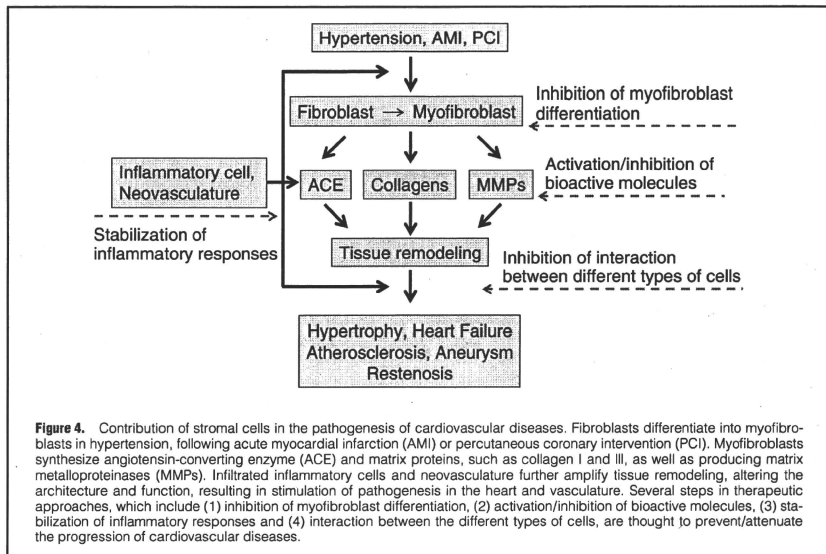 Hypertension, AMI, PCI
Fibroblast → Myofibroblast
Inhibition of myofibroblast
differentiation
Inflammatory cell,
Neovasculature
ACE
Collagens
MMPs
Activation/inhibition of
bioactive molecules
Stabilization of
inflammatory responses
Tissue remodeling
Inhibition of interaction
between different types of cells
Hypertrophy, Heart Failure
Atherosclerosis, Aneurysm
Restenosis
Figure 4. Contribution of stromal cells in the pathogenesis of cardiovascular diseases. Fibroblasts differentiate into myofibro-
blasts in hypertension, following acute myocardial infarction (AMI) or percutaneous coronary intervention (PCI). Myofibroblasts
synthesize angiotensin-converting enzyme (ACE) and matrix proteins, such as collagen I and III, as well as producing matrix
metalloproteinases (MMPs). Infiltrated inflammatory cells and neovasculature further amplify tissue remodeling, altering the
architecture and function, resulting in stimulation of pathogenesis in the heart and vasculature. Several steps in therapeutic
approaches, which include (1) inhibition of myofibroblast differentiation, (2) activation/inhibition of bioactive molecules, (3) sta-
bilization of inflammatory responses and (4) interaction between the different types of cells, are thought to prevent/attenuate
the progression of cardiovascular diseases.